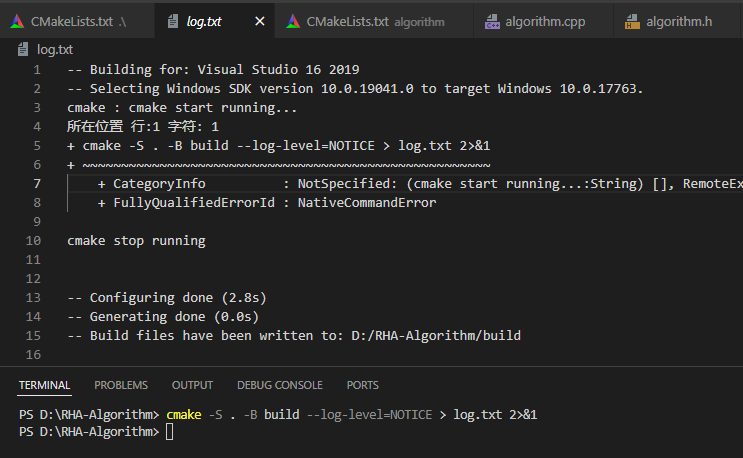 CMakeLists.txt .\
log.txt
CMakeLists.txt algorithm
algorithm.cpp
algorithm.h
log.txt
1 -- Building for: Visual Studio 16 2019
2 -- Selecting Windows SDK version 10.0.19041.0 to target Windows 10.0.17763.
3 cmake : cmake start running...
4 所在位置 行:1 字符: 1
5 + cmake -S . -B build --log-level=NOTICE > log.txt 2>&1
6 + ~~~~~~~~~~~~~~~~~~~~~~~~~~~~~~~~~~~~~~~~~~~~~~~~~~~~~
7 + CategoryInfo : NotSpecified: (cmake start running...:String) [], RemoteEx
8 + FullyQualifiedErrorId : NativeCommandError
9
10 cmake stop running
11
12
13 -- Configuring done (2.8s)
14 -- Generating done (0.0s)
15 -- Build files have been written to: D:/RHA-Algorithm/build
16
TERMINAL PROBLEMS OUTPUT DEBUG CONSOLE PORTS
PS D:\RHA-Algorithm> cmake -S . -B build --log-level=NOTICE > log.txt 2>&1
PS D:\RHA-Algorithm>